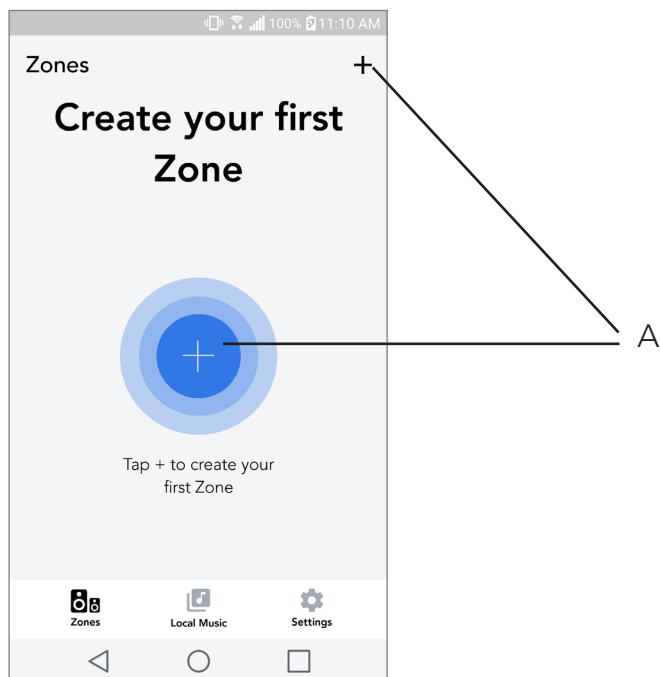 100% 11:10 AM
Zones +
Create your first
Zone
+
A
Tap + to create your
first Zone
Zones Local Music Settings